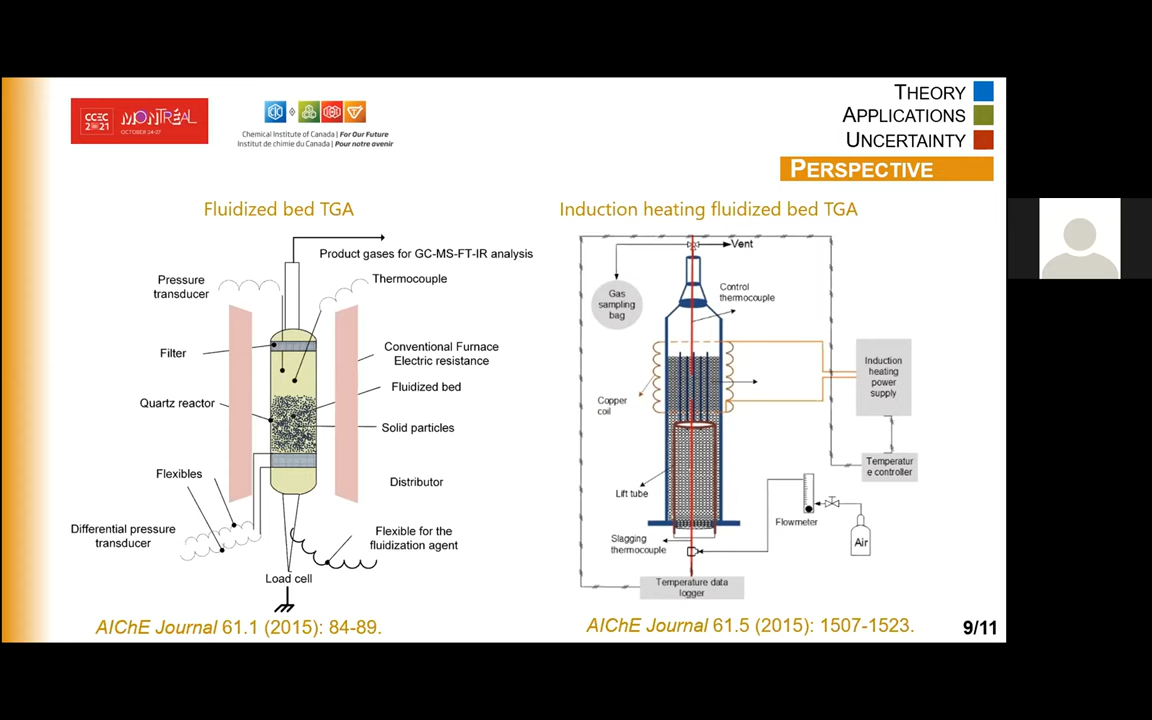 CCEC
2021
MONTRÉAL
OCTOBER 24-27
Chemical Institute of Canada | For Our Future
Institut de chimie du Canada | Pour notre avenir
THEORY
APPLICATIONS
UNCERTAINTY
PERSPECTIVE
Fluidized bed TGA
Product gases for GC-MS-FT-IR analysis
Pressure
transducer
Thermocouple
Filter
Conventional Furnace
Electric resistance
Fluidized bed
Quartz reactor
Solid particles
Flexibles
Distributor
Differential pressure
transducer
Flexible for the
fluidization agent
Load cell
AIChE Journal 61.1 (2015): 84-89.
Induction heating fluidized bed TGA
Vent
Gas
sampling
bag
Control
thermocouple
Induction
heating
power
supply
Copper
coil
Temperatur
e controller
Lift tube
Flowmeter
Air
Slagging
thermocouple
Temperature data
logger
AIChE Journal 61.5 (2015): 1507-1523.
9/11